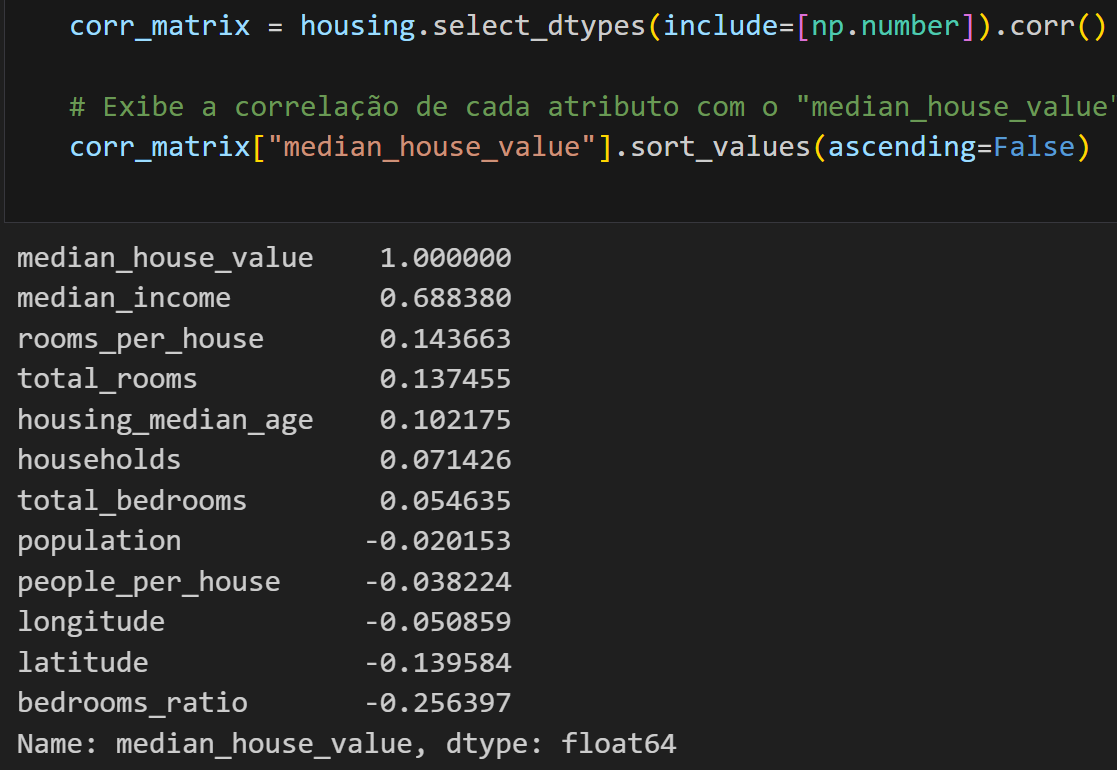 corr_matrix = housing.select_dtypes(include=[np.number]).corr()
# Exibe a correlação de cada atributo com o "median_house_value"
corr_matrix["median_house_value"].sort_values(ascending=False)
median_house_value    1.000000
median_income         0.688380
rooms_per_house       0.143663
total_rooms           0.137455
housing_median_age    0.102175
households            0.071426
total_bedrooms        0.054635
population           -0.020153
people_per_house     -0.038224
longitude            -0.050859
latitude             -0.139584
bedrooms_ratio       -0.256397
Name: median_house_value, dtype: float64